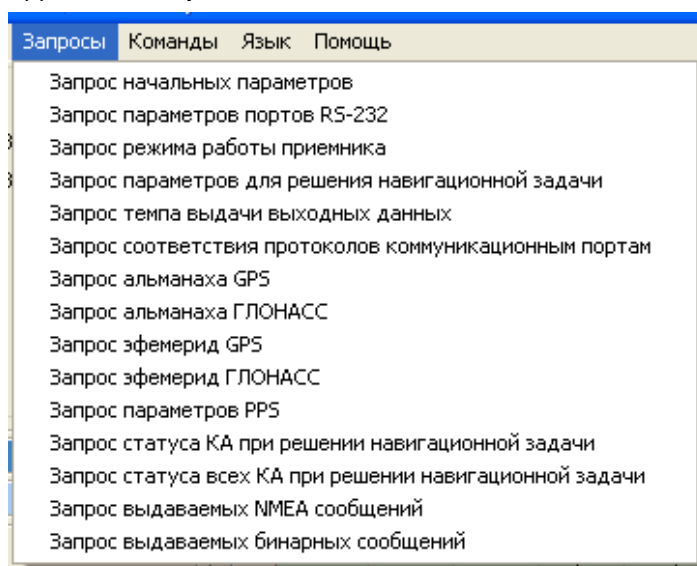 Запросы Команды Язык Помощь
Запрос начальных параметров
Запрос параметров портов RS-232
Запрос режима работы приемника
Запрос параметров для решения навигационной задачи
Запрос темпа выдачи выходных данных
Запрос соответствия протоколов коммуникационным портам
Запрос альманаха GPS
Запрос альманаха ГЛОНАСС
Запрос эфемерид GPS
Запрос эфемерид ГЛОНАСС
Запрос параметров PPS
Запрос статуса КА при решении навигационной задачи
Запрос статуса всех КА при решении навигационной задачи
Запрос выдаваемых NMEA сообщений
Запрос выдаваемых бинарных сообщений